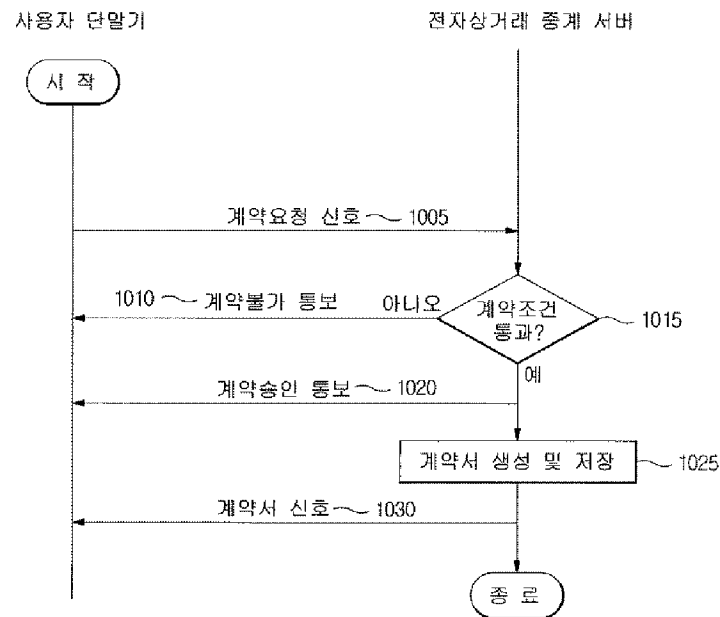 사용자 단말기
전자상거래 중계 서버
시 작
계약요청 신호 1005
1010 계약불가 통보
아니오
계약조건
통과?
1015
예
계약승인 통보 1020
계약서 생성 및 저장
1025
계약서 신호 1030
종 료